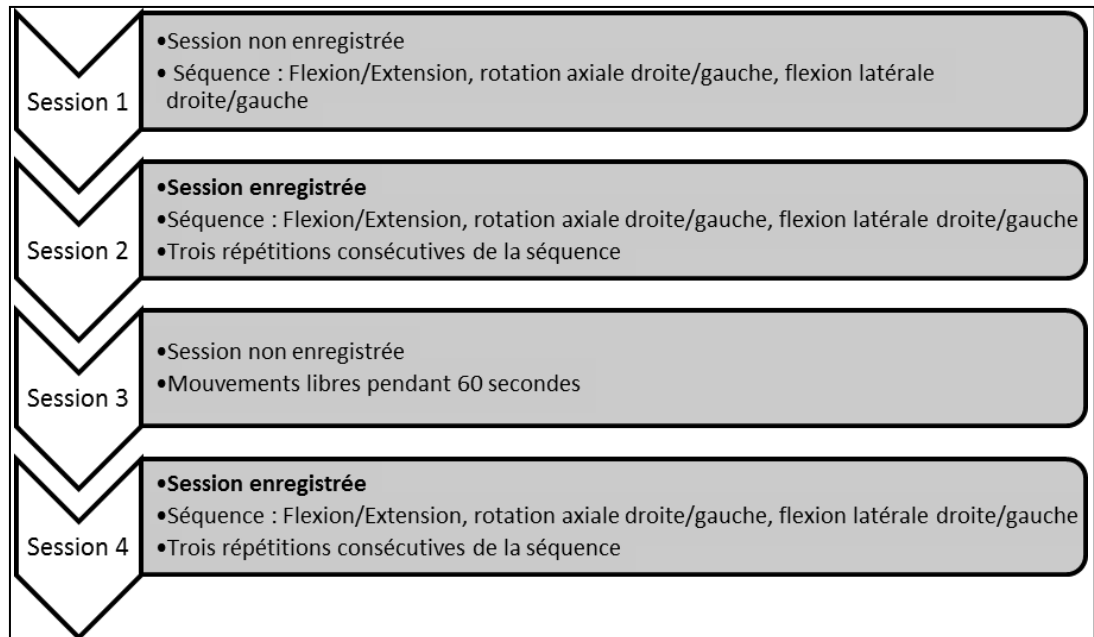 Session 1
•Session non enregistrée
• Séquence : Flexion/Extension, rotation axiale droite/gauche, flexion latérale
droite/gauche
Session 2
•Session enregistrée
•Séquence : Flexion/Extension, rotation axiale droite/gauche, flexion latérale droite/gauche
•Trois répétitions consécutives de la séquence
Session 3
•Session non enregistrée
•Mouvements libres pendant 60 secondes
Session 4
•Session enregistrée
•Séquence : Flexion/Extension, rotation axiale droite/gauche, flexion latérale droite/gauche
•Trois répétitions consécutives de la séquence